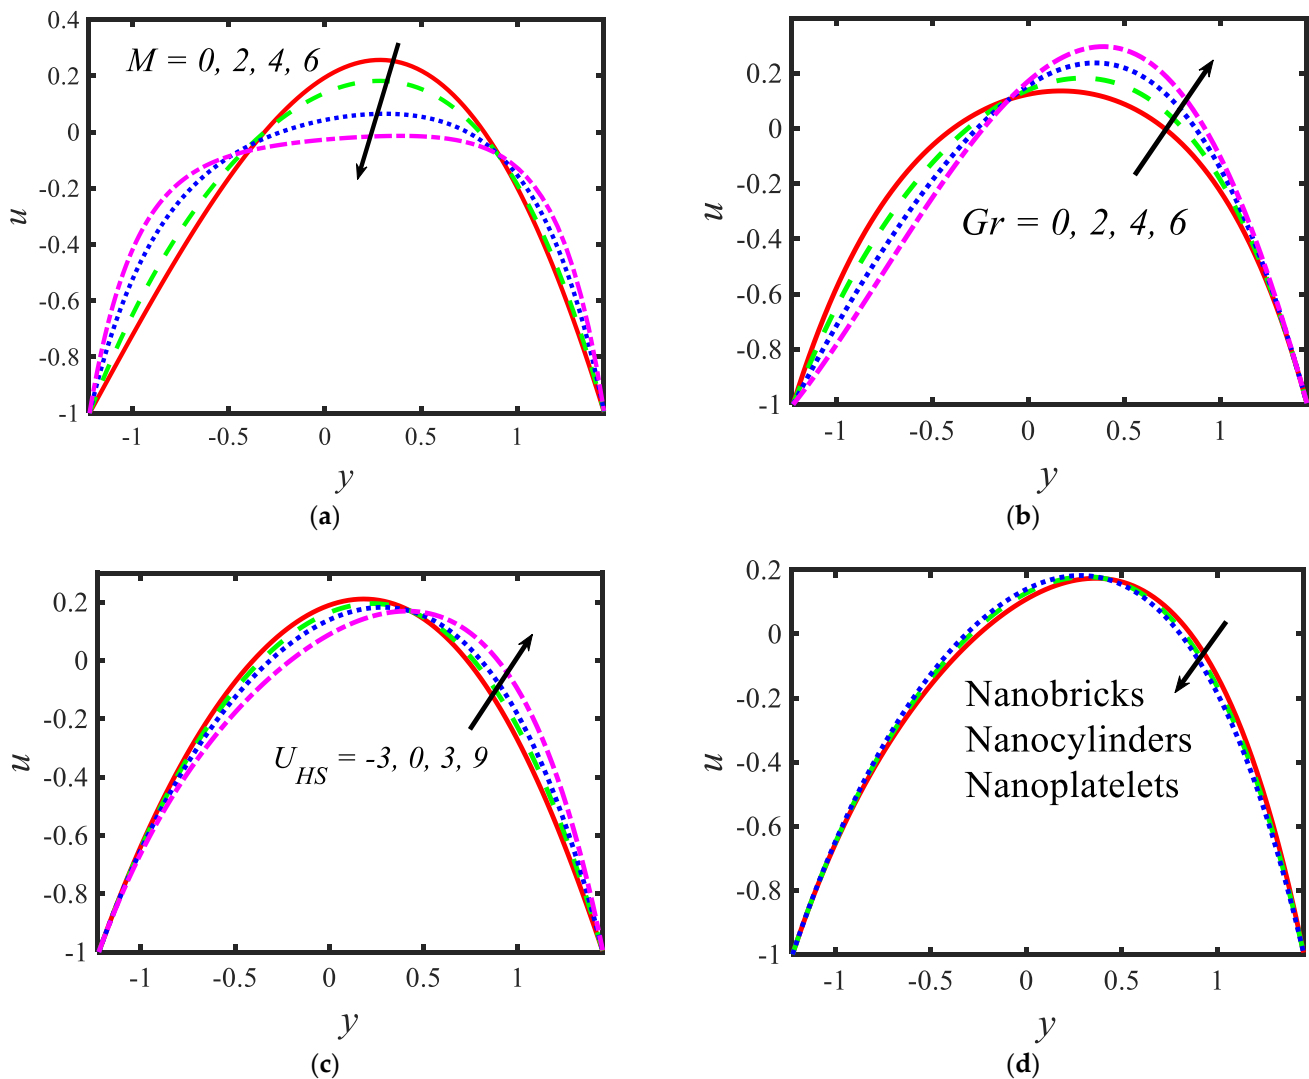 0.4
0.2
0
-0.2
-0.4
-0.6
-0.8
-1
u
M = 0, 2, 4, 6
-1 -0.5 0 0.5 1
y
(a)
0.2
0
-0.2
-0.4
-0.6
-0.8
-1
u
Gr = 0, 2, 4, 6
-1 -0.5 0 0.5 1
y
(b)
0.2
0
-0.2
-0.4
-0.6
-0.8
-1
u
U_HS = -3, 0, 3, 9
-1 -0.5 0 0.5 1
y
(c)
0.2
0
-0.2
-0.4
-0.6
-0.8
-1
u
Nanobricks
Nanocylinders
Nanoplatelets
-1 -0.5 0 0.5 1
y
(d)